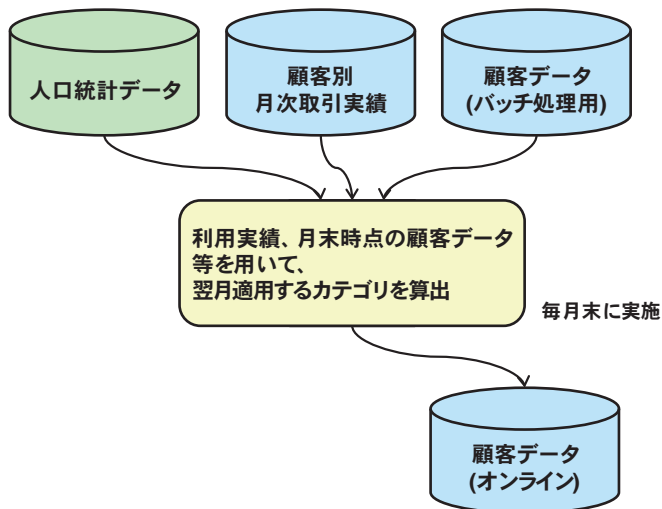 人口統計データ
顧客別
月次取引実績
顧客データ
(バッチ処理用)
利用実績、月末時点の顧客データ
等を用いて、
翌月適用するカテゴリを算出
毎月末に実施
顧客データ
(オンライン)